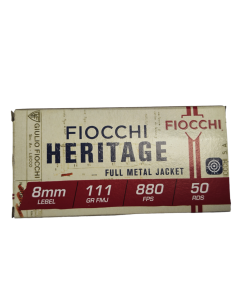 GIULIO FIOCCHI
FIOCCHI
HERITAGE
FULL METAL JACKET
8mm
LEBEL
111
GR FMJ
880
FPS
50
RDS
FIOCCHI